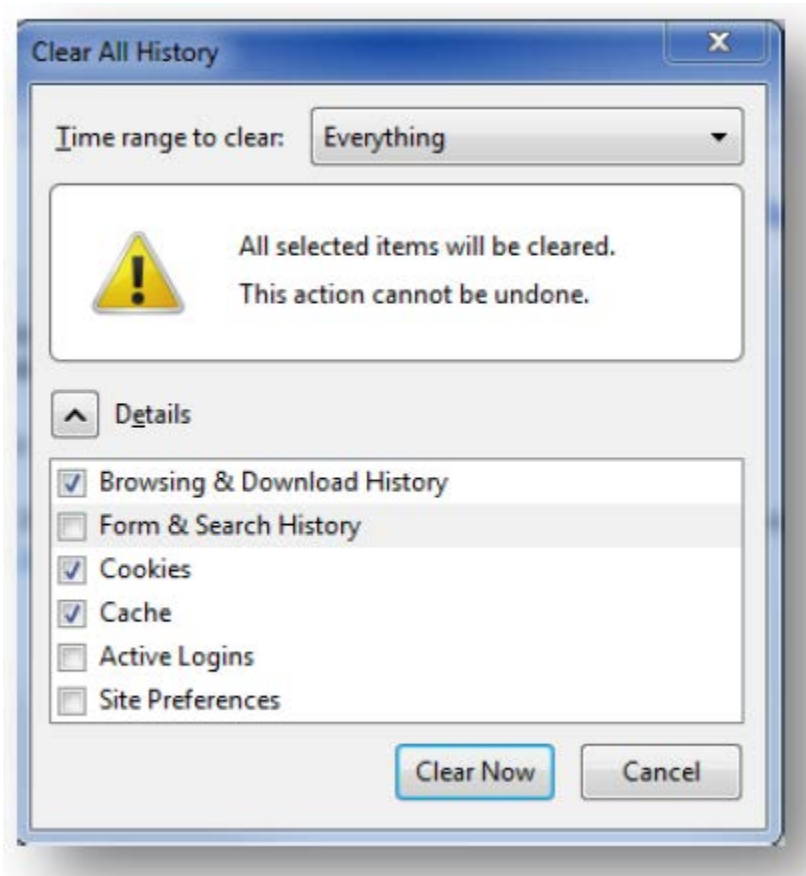 Clear All History
Time range to clear: Everything
All selected items will be cleared.
This action cannot be undone.
Details
Browsing & Download History
Form & Search History
Cookies
Cache
Active Logins
Site Preferences
Clear Now Cancel